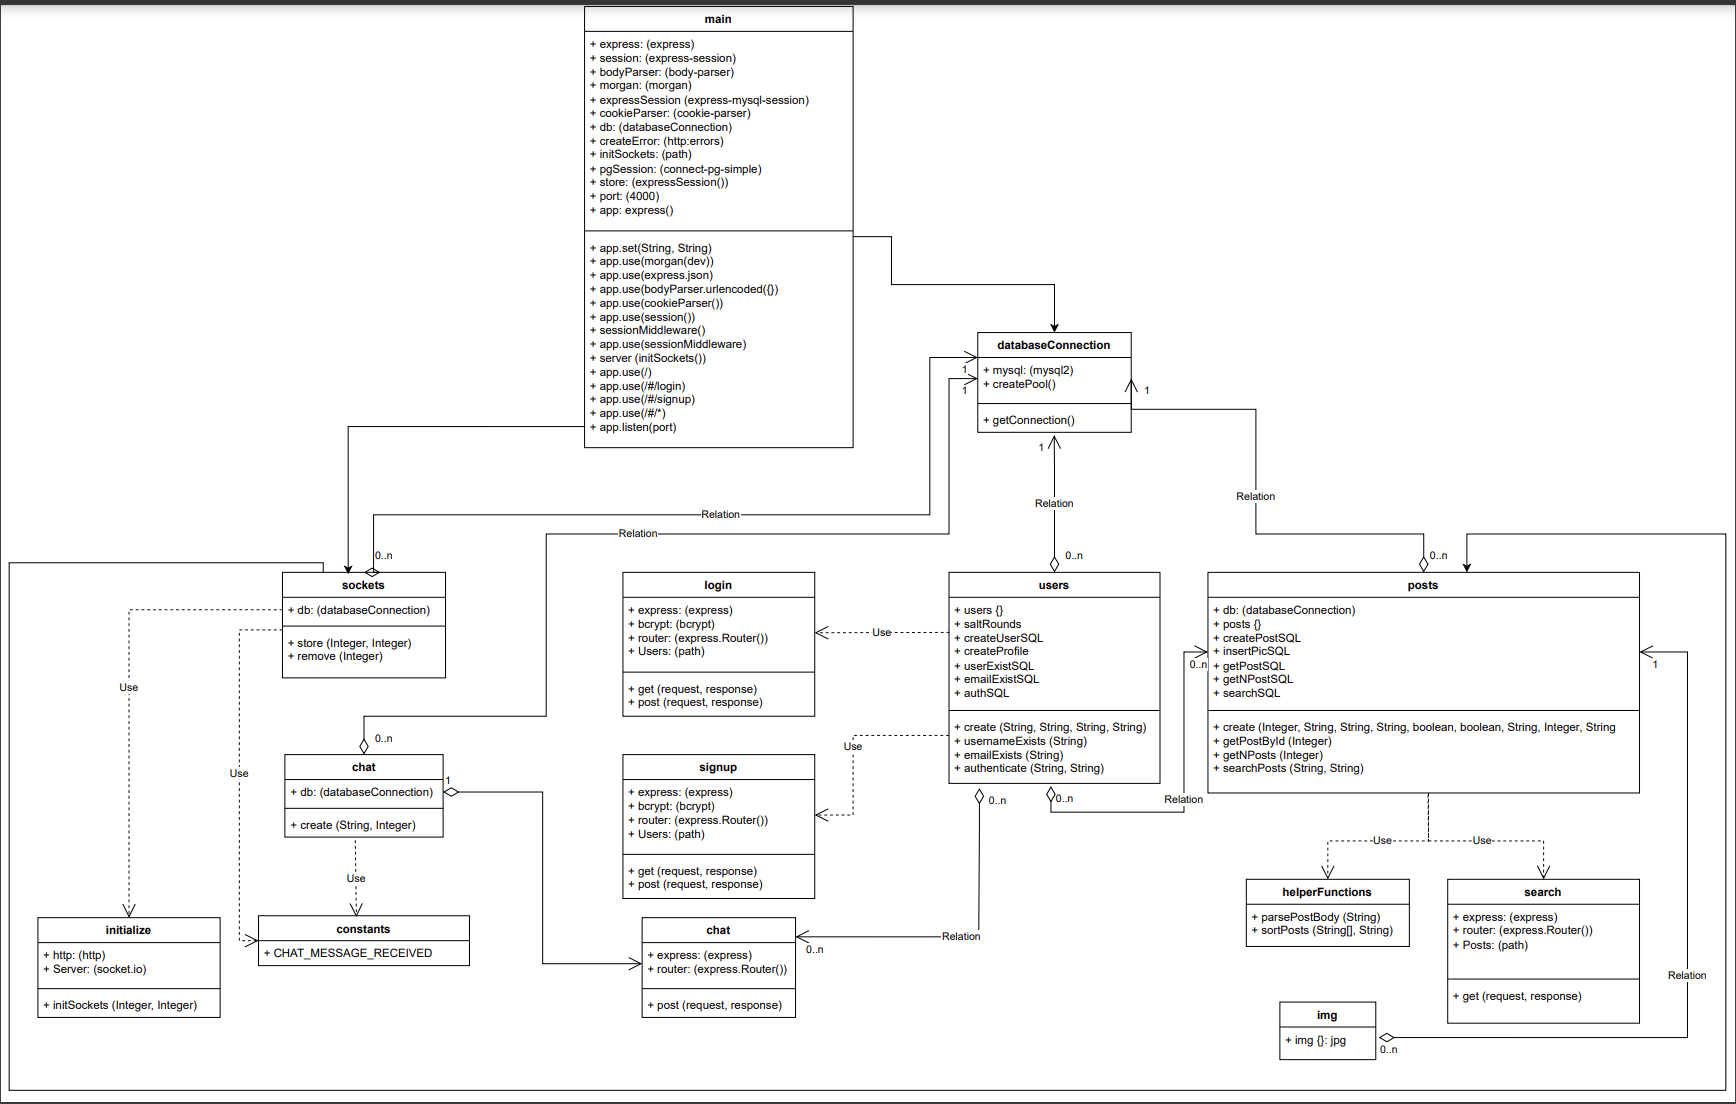 main
+ express: (express)
+ session: (express-session)
+ bodyParser: (body-parser)
+ morgan: (morgan)
+ expressSession (express-mysql-session)
+ cookieParser: (cookie-parser)
+ db: (databaseConnection)
+ createError: (http:errors)
+ initSockets: (path)
+ pgSession: (connect-pg-simple)
+ store: (expressSession())
+ port: (4000)
+ app: express()
+ app.set(String, String)
+ app.use(morgan(dev))
+ app.use(express.json)
+ app.use(bodyParser.urlencoded({})
+ app.use(cookieParser())
+ app.use(session())
+ sessionMiddleware()
+ app.use(sessionMiddleware)
+ server (initSockets())
+ app.use(/)
+ app.use(/#/login)
+ app.use(/#/signup)
+ app.use(/#/*)
+ app.listen(port)
databaseConnection
+ mysql: (mysql2)
+ createPool()
+ getConnection()
1
1
1
1
Relation
Relation
Relation
Relation
0..n
0..n
0..n
sockets
+ db: (databaseConnection)
+ store (Integer, Integer)
+ remove (Integer)
login
+ express: (express)
+ bcrypt: (bcrypt)
+ router: (express.Router())
+ Users: (path)
+ get (request, response)
+ post (request, response)
Use
users
+ users {}
+ saltRounds
+ createUserSQL
+ createProfile
+ userExistSQL
+ emailExistSQL
+ authSQL
+ create (String, String, String, String)
+ usernameExists (String)
+ emailExists (String)
+ authenticate (String, String)
posts
+ db: (databaseConnection)
+ posts {}
+ createPostSQL
+ insertPicSQL
+ getPostSQL
+ getNPostSQL
+ searchSQL
+ create (Integer, String, String, String, boolean, boolean, String, Integer, String
+ getPostById (Integer)
+ getNPosts (Integer)
+ searchPosts (String, String)
0..n
1
Use
Use
Use
0..n
chat
+ db: (databaseConnection)
+ create (String, Integer)
1
signup
+ express: (express)
+ bcrypt: (bcrypt)
+ router: (express.Router())
+ Users: (path)
+ get (request, response)
+ post (request, response)
0..n
0..n
Relation
Use
Use
Use
helperFunctions
+ parsePostBody (String)
+ sortPosts (String[], String)
search
+ express: (express)
+ router: (express.Router())
+ Posts: (path)
+ get (request, response)
initialize
+ http: (http)
+ Server: (socket.io)
+ initSockets (Integer, Integer)
constants
+ CHAT_MESSAGE_RECEIVED
chat
+ express: (express)
+ router: (express.Router())
+ post (request, response)
Relation
0..n
Relation
img
+ img {}: jpg
0..n